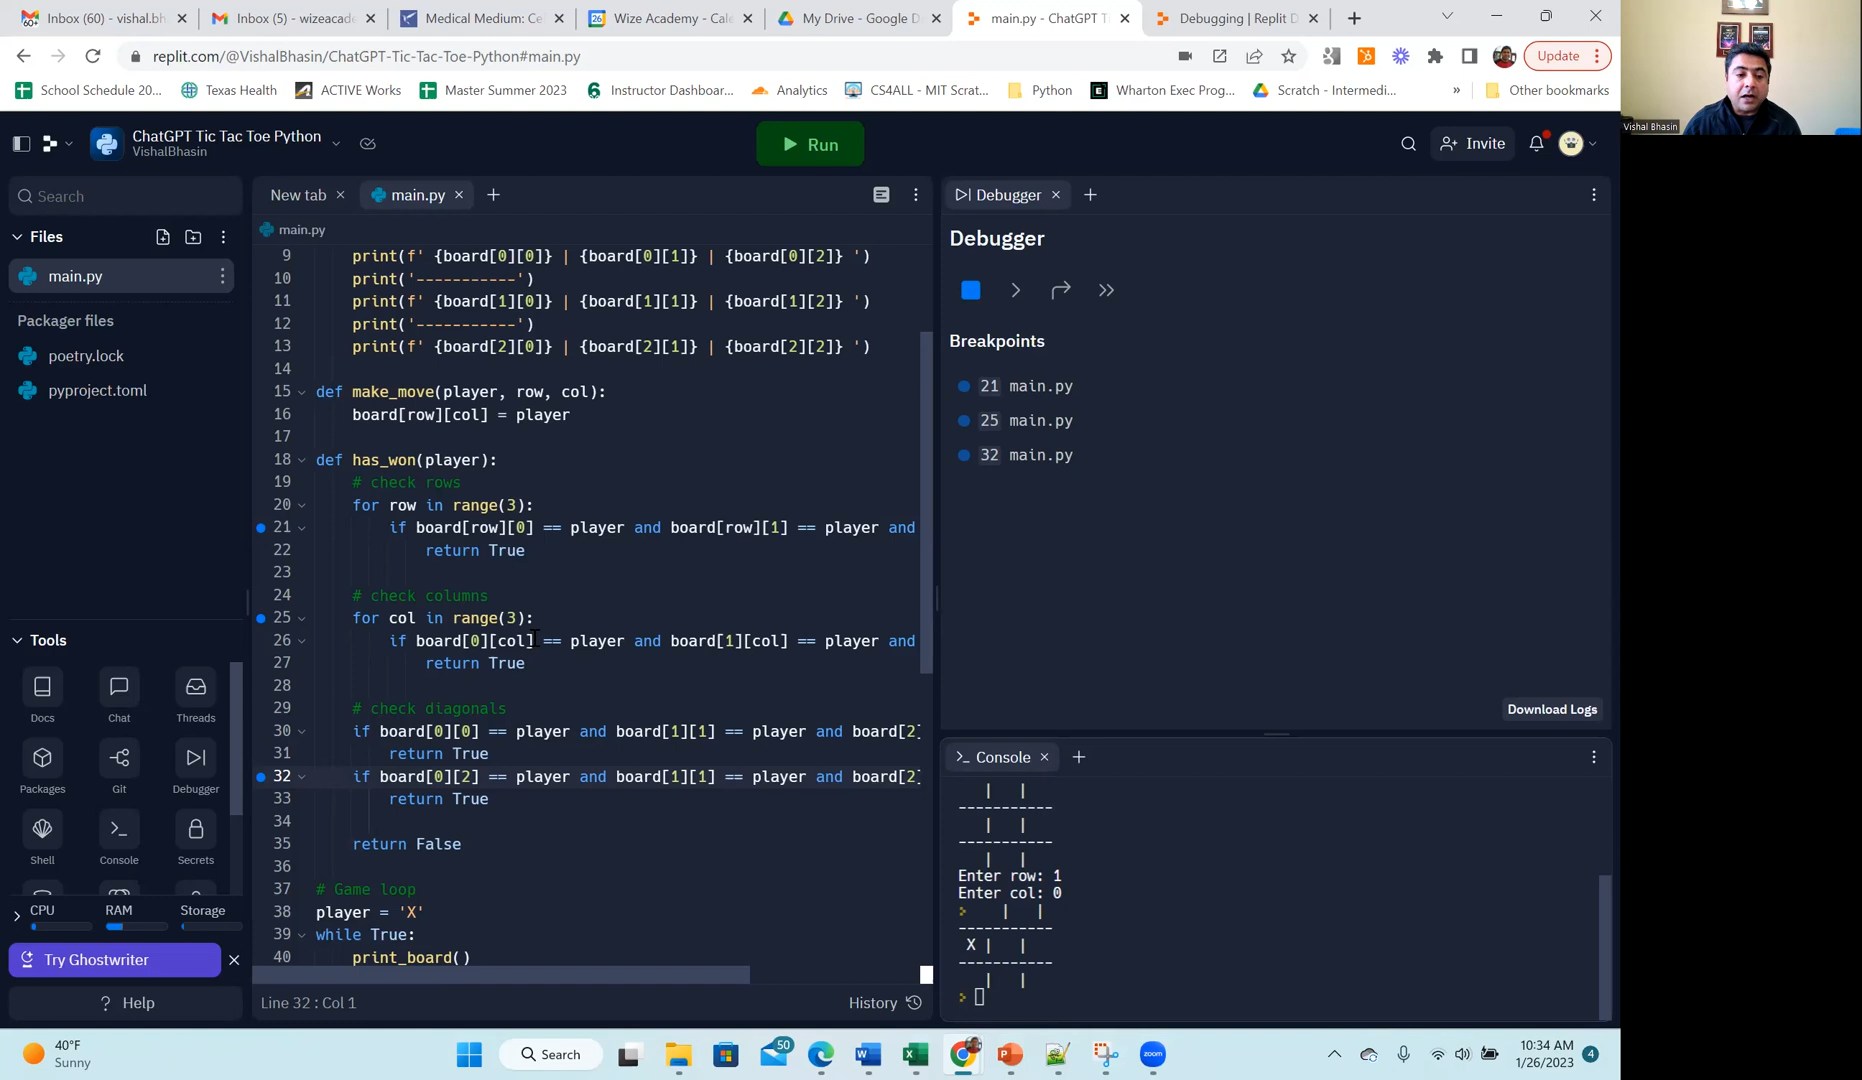 Inbox (60) - vishal.bh
Inbox (5) - wizeacade
Medical Medium: Ce
Wize Academy - Cale
My Drive - Google D
main.py - ChatGPT T
Debugging | Replit D
replit.com/@VishalBhasin/ChatGPT-Tic-Tac-Toe-Python#main.py
Update
School Schedule 20...
Texas Health
ACTIVE Works
Master Summer 2023
Instructor Dashboar...
Analytics
CS4ALL - MIT Scrat...
Python
Wharton Exec Prog...
Scratch - Intermedi...
»
Other bookmarks
Vishal Bhasin
ChatGPT Tic Tac Toe Python
VishalBhasin
Run
Invite
Search
Files
main.py
Packager files
poetry.lock
pyproject.toml
Tools
Docs
Chat
Threads
Packages
Git
Debugger
Shell
Console
Secrets
CPU
RAM
Storage
Try Ghostwriter
? Help
New tab
main.py
main.py
9 print(f' {board[0][0]} | {board[0][1]} | {board[0][2]} ')
10 print('-----------')
11 print(f' {board[1][0]} | {board[1][1]} | {board[1][2]} ')
12 print('-----------')
13 print(f' {board[2][0]} | {board[2][1]} | {board[2][2]} ')
14
15 def make_move(player, row, col):
16 board[row][col] = player
17
18 def has_won(player):
19 # check rows
20 for row in range(3):
21 if board[row][0] == player and board[row][1] == player and
22 return True
23
24 # check columns
25 for col in range(3):
26 if board[0][col] == player and board[1][col] == player and
27 return True
28
29 # check diagonals
30 if board[0][0] == player and board[1][1] == player and board[2]
31 return True
32 if board[0][2] == player and board[1][1] == player and board[2]
33 return True
34
35 return False
36
37 # Game loop
38 player = 'X'
39 while True:
40 print_board()
Line 32 : Col 1
History
Debugger
Debugger
Breakpoints
21 main.py
25 main.py
32 main.py
Download Logs
Console
| |
-----------
| |
-----------
| |
Enter row: 1
Enter col: 0
> | |
-----------
X | |
-----------
| |
>
40°F
Sunny
Search
50
zoom
10:34 AM
1/26/2023
4